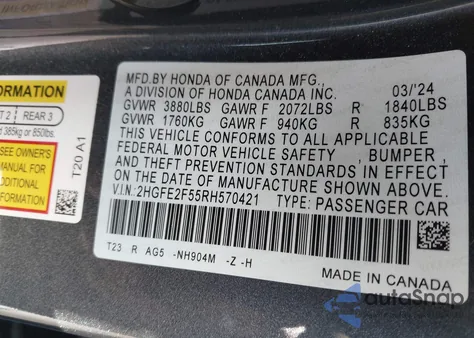 MFD.BY HONDA OF CANADA MFG.,
A DIVISION OF HONDA CANADA INC. 03/'24
GVWR 3880LBS GAWR F 2072LBS R 1840LBS
GVWR 1760KG GAWR F 940KG R 835KG
THIS VEHICLE CONFORMS TO ALL APPLICABLE
FEDERAL MOTOR VEHICLE SAFETY , BUMPER ,
AND THEFT PREVENTION STANDARDS IN EFFECT
ON THE DATE OF MANUFACTURE SHOWN ABOVE.
V.I.N.:2HGFE2F55RH570421 TYPE: PASSENGER CAR
T23 R AG5 -NH904M -Z -H
MADE IN CANADA
FORMATION
T 2 REAR 3
385kg or 850lbs.
SEE OWNER'S
MANUAL FOR
ADDITIONAL
FORMATION
T20 A1
autoSnap